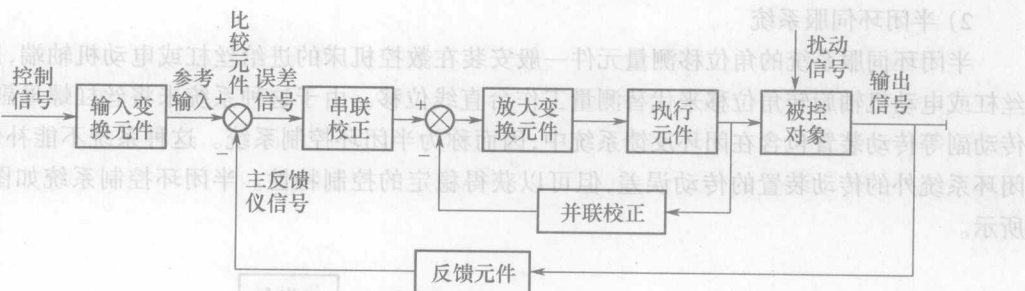 控制
信号
输入变
换元件
参考
输入
+
−
比
较
元
件
误差
信号
串联
校正
+
−
放大变
换元件
执行
元件
扰动
信号
被控
对象
输出
信号
主反馈
仪信号
并联校正
反馈元件